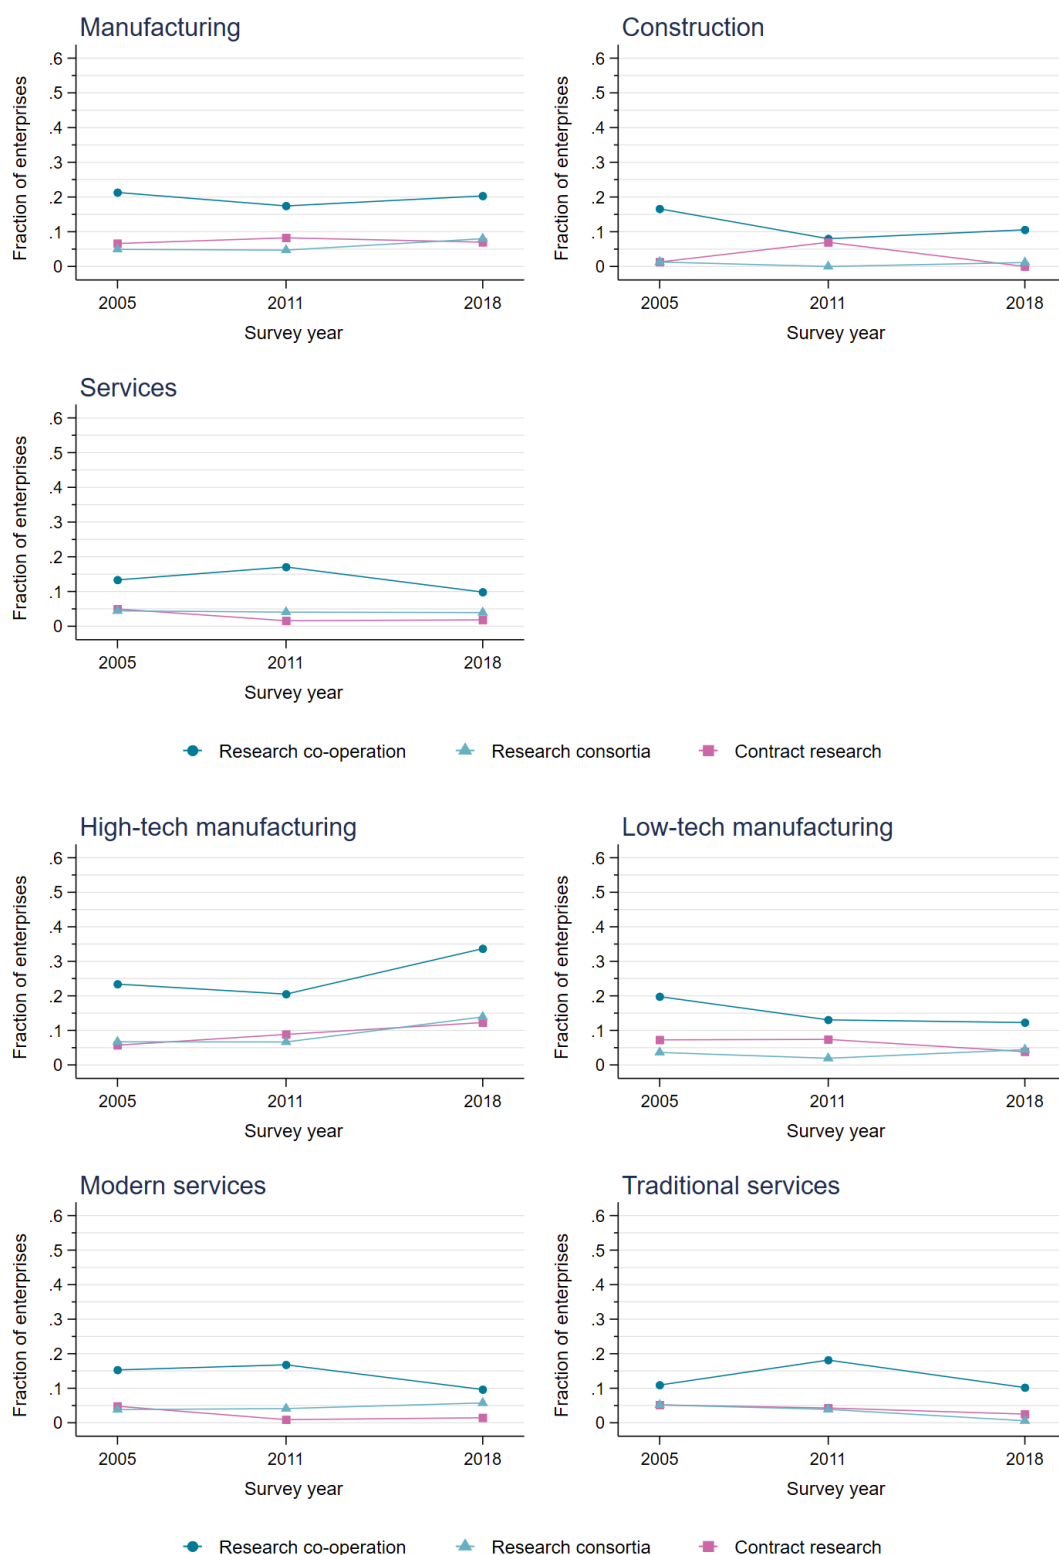 Manufacturing
Fraction of enterprises
.6
.5
.4
.3
.2
.1
0
2005 2011 2018
Survey year
Construction
Fraction of enterprises
.6
.5
.4
.3
.2
.1
0
2005 2011 2018
Survey year
Services
Fraction of enterprises
.6
.5
.4
.3
.2
.1
0
2005 2011 2018
Survey year
Research co-operation Research consortia Contract research
High-tech manufacturing
Fraction of enterprises
.6
.5
.4
.3
.2
.1
0
2005 2011 2018
Survey year
Low-tech manufacturing
Fraction of enterprises
.6
.5
.4
.3
.2
.1
0
2005 2011 2018
Survey year
Modern services
Fraction of enterprises
.6
.5
.4
.3
.2
.1
0
2005 2011 2018
Survey year
Traditional services
Fraction of enterprises
.6
.5
.4
.3
.2
.1
0
2005 2011 2018
Survey year
Research co-operation Research consortia Contract research